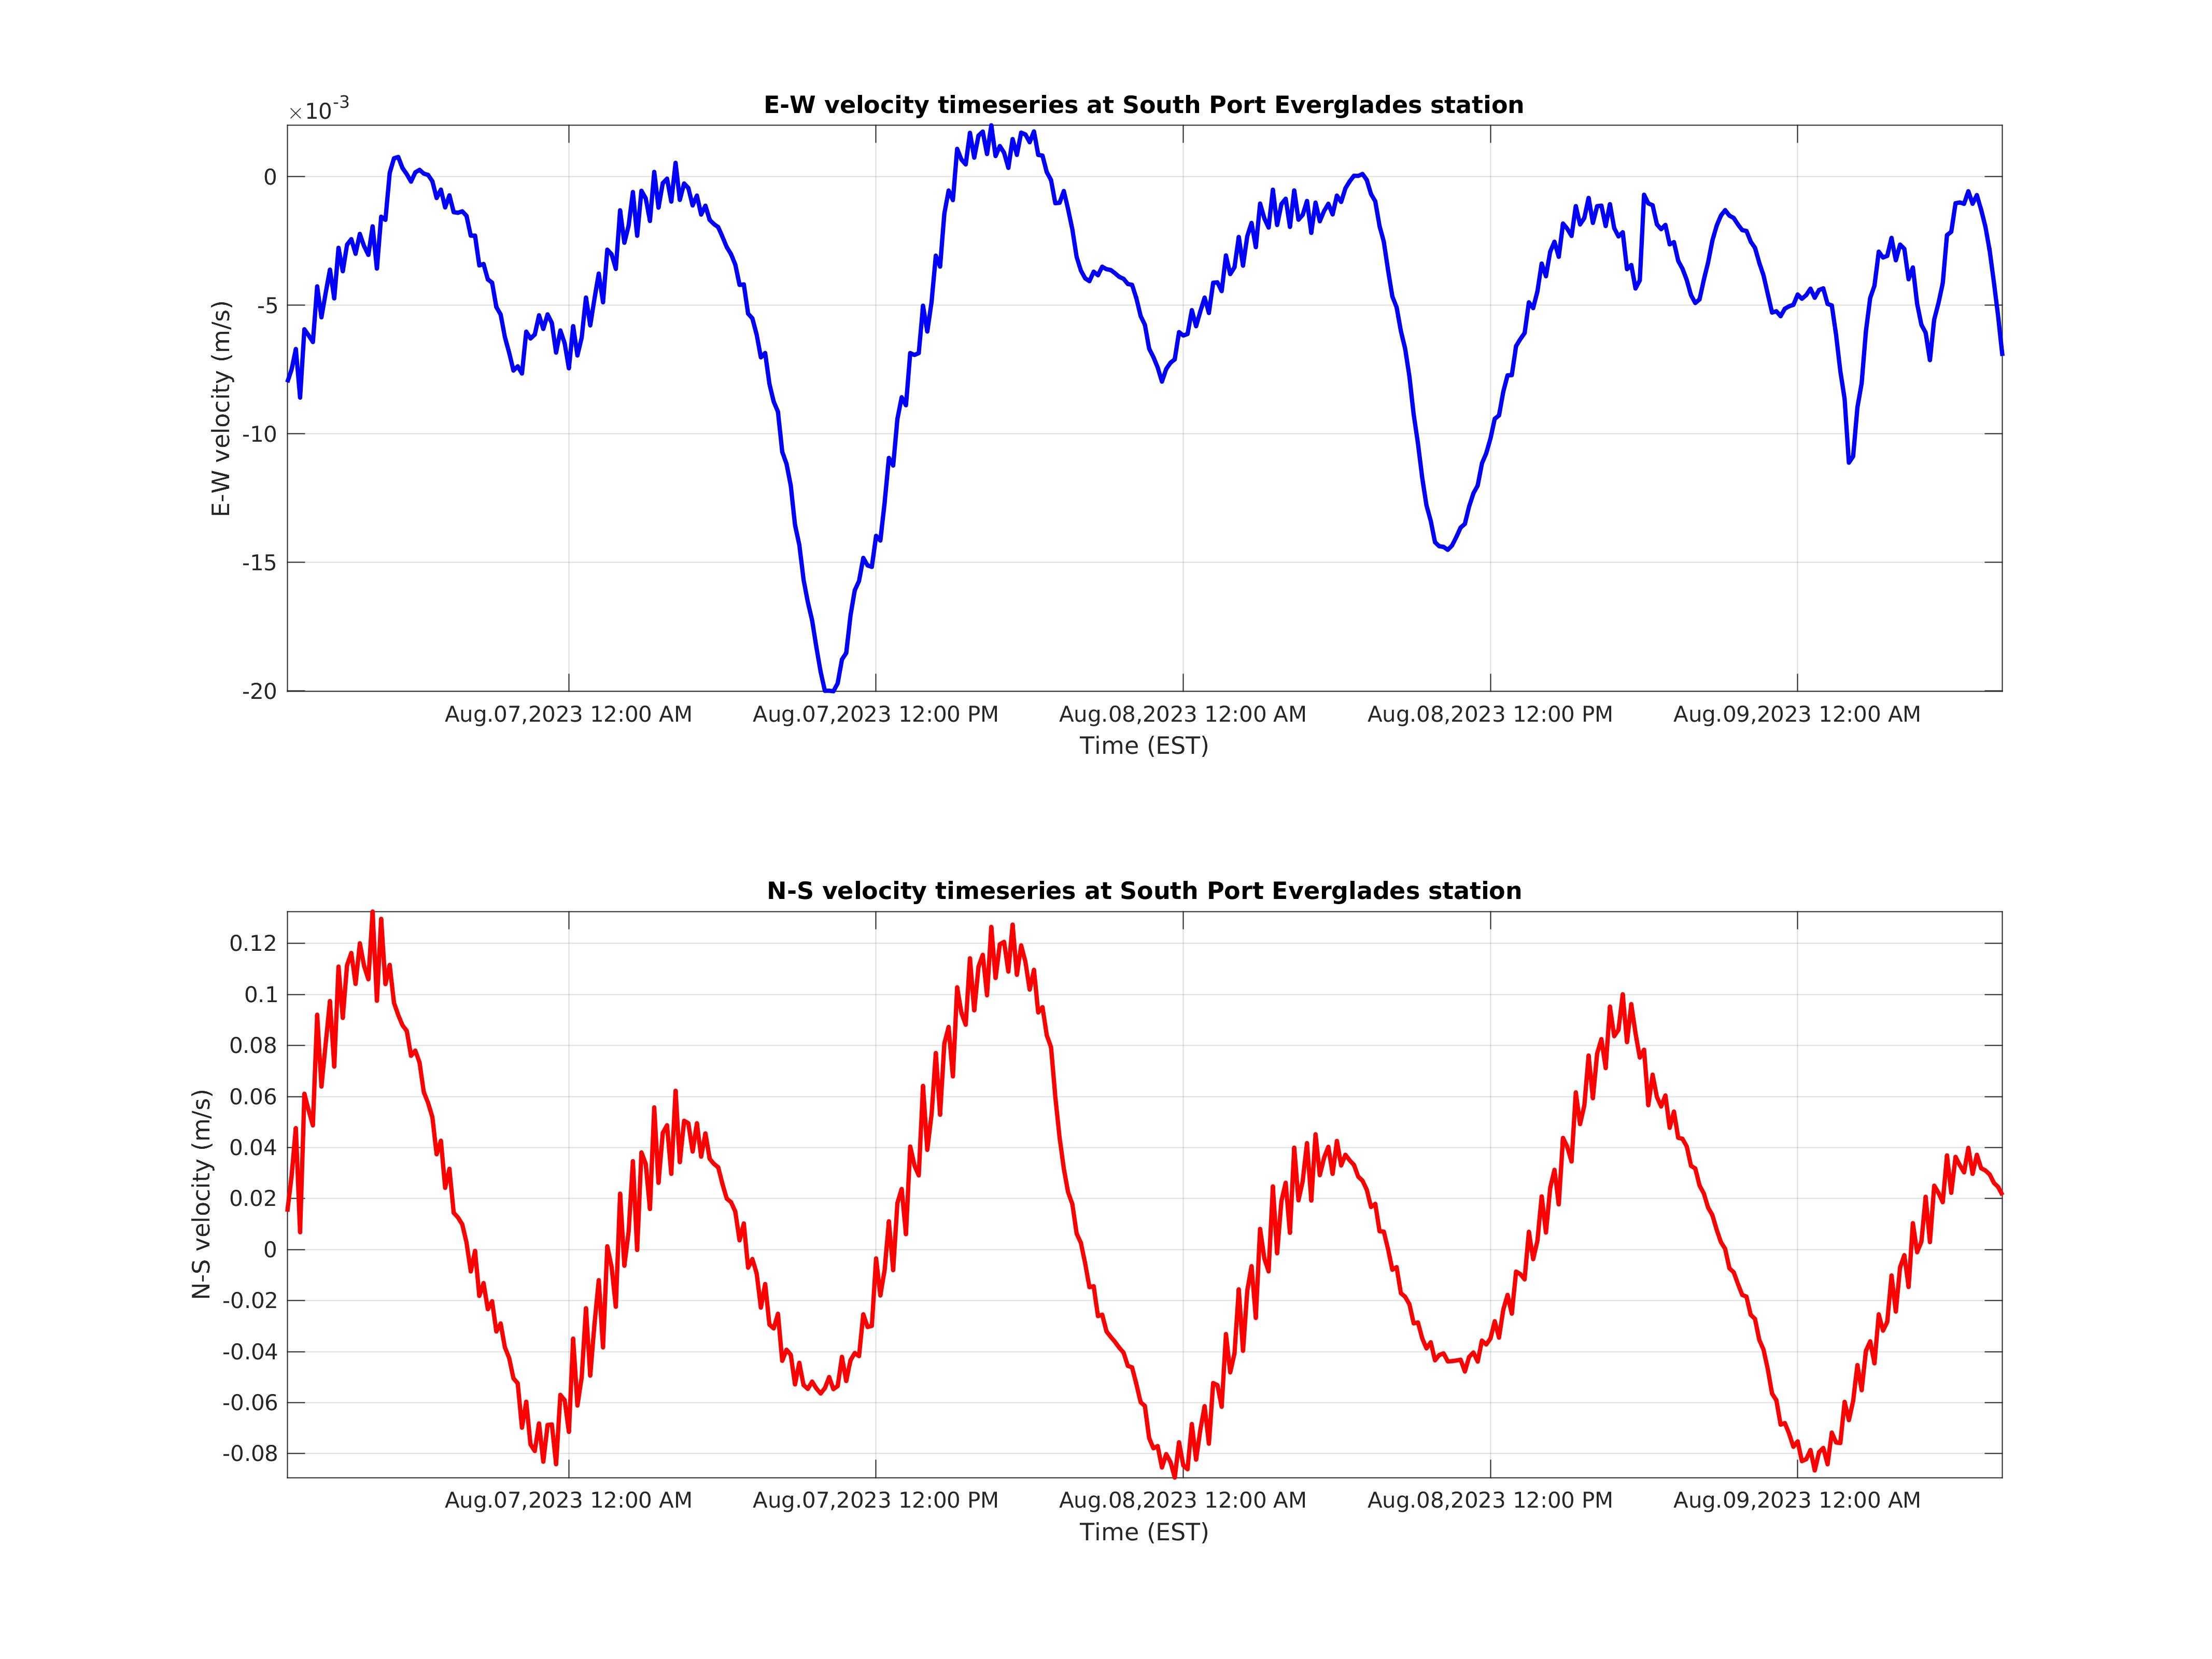 ×10-3
E-W velocity timeseries at South Port Everglades station
0
-5
-10
-15
-20
E-W velocity (m/s)
Aug.07,2023 12:00 AM Aug.07,2023 12:00 PM Aug.08,2023 12:00 AM Aug.08,2023 12:00 PM Aug.09,2023 12:00 AM
Time (EST)
N-S velocity timeseries at South Port Everglades station
0.12
0.1
0.08
0.06
0.04
0.02
0
-0.02
-0.04
-0.06
-0.08
N-S velocity (m/s)
Aug.07,2023 12:00 AM Aug.07,2023 12:00 PM Aug.08,2023 12:00 AM Aug.08,2023 12:00 PM Aug.09,2023 12:00 AM
Time (EST)